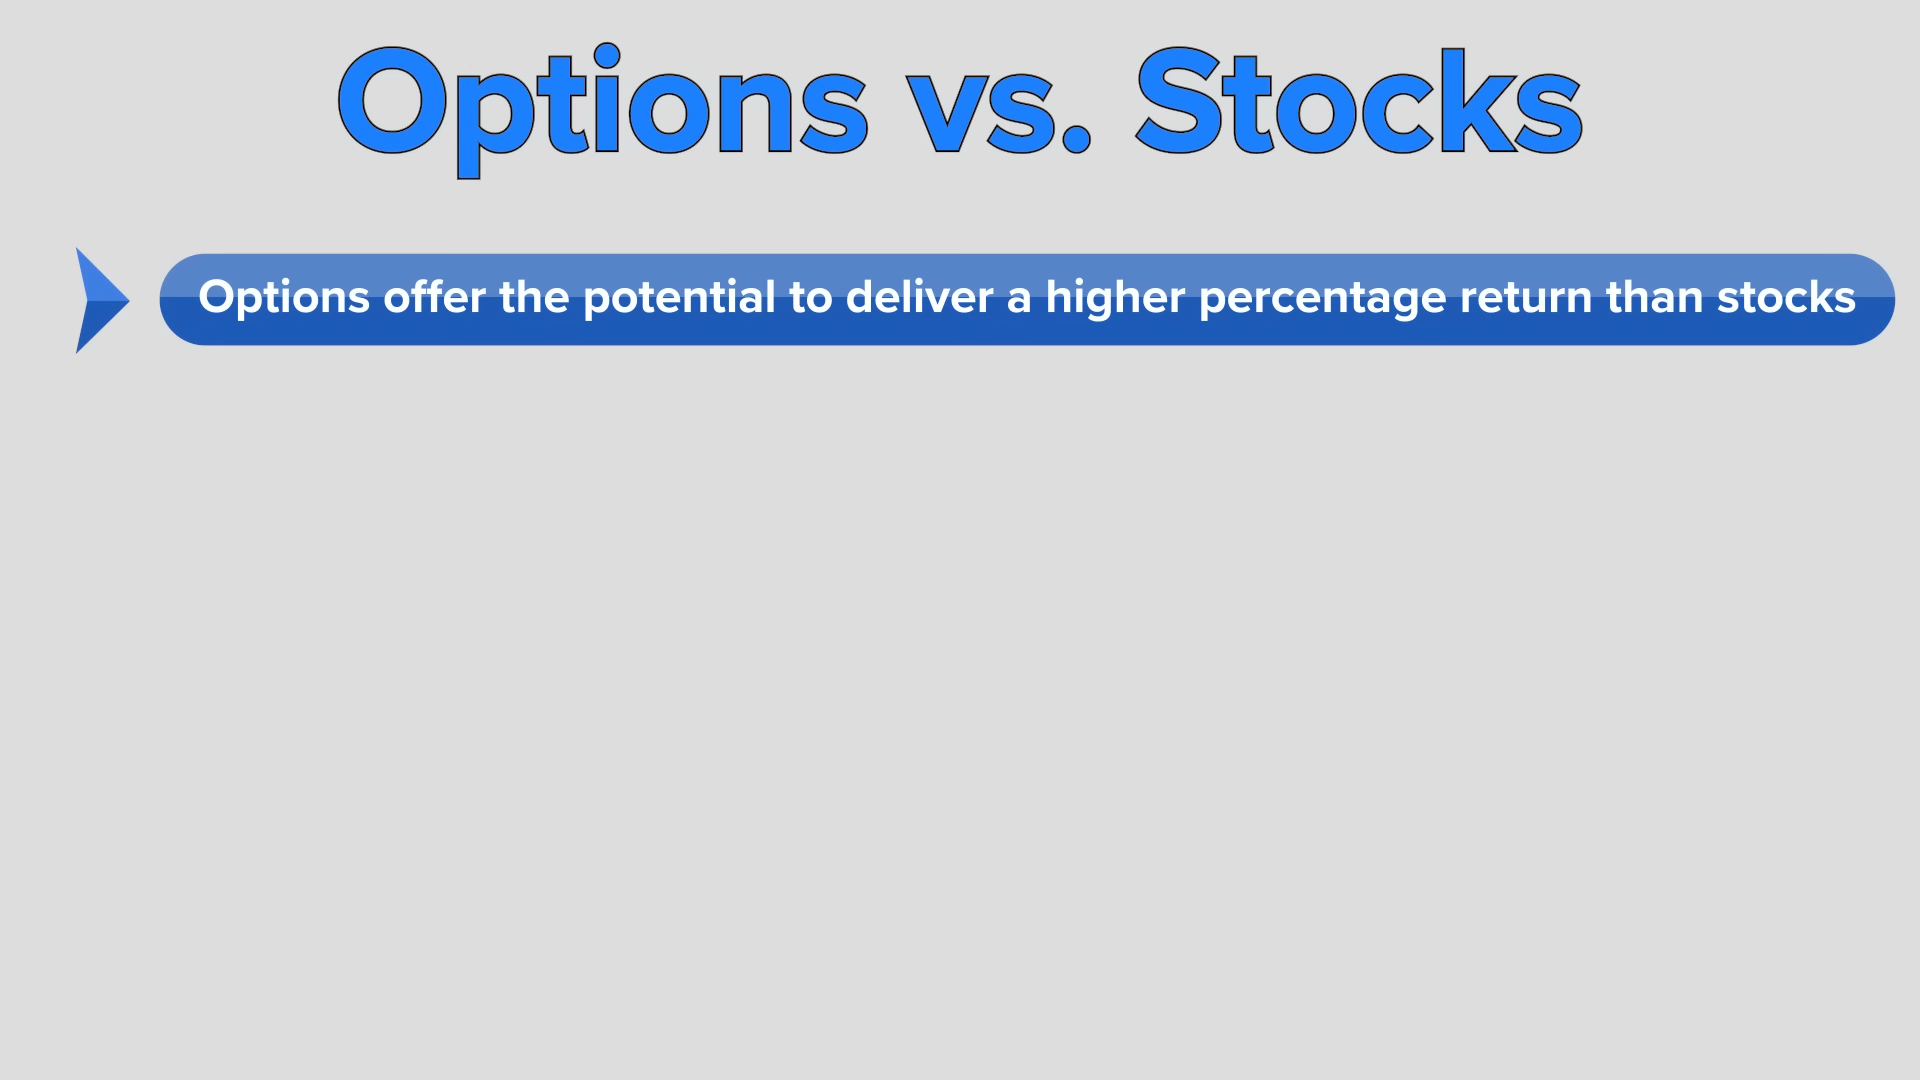 Options vs. Stocks
Options offer the potential to deliver a higher percentage return than stocks